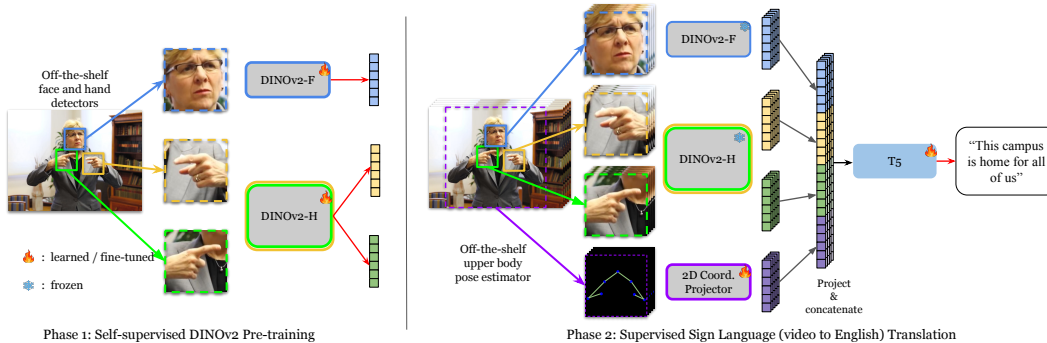 Off-the-shelf
face and hand
detectors
DINOv2-F
DINOv2-H
: learned / fine-tuned
: frozen
Phase 1: Self-supervised DINOv2 Pre-training
DINOv2-F
DINOv2-H
Off-the-shelf
upper body
pose estimator
2D Coord.
Projector
Project
&
concatenate
T5
“This campus
is home for all
of us”
Phase 2: Supervised Sign Language (video to English) Translation